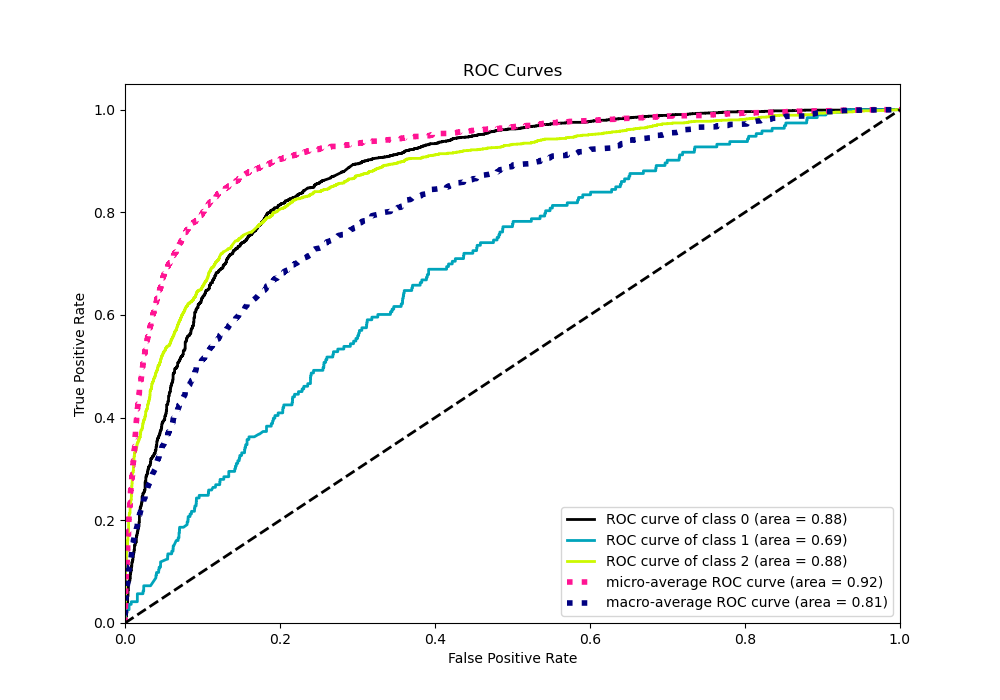 ROC Curves
1.0
0.8
0.6
0.4
0.2
0.0
True Positive Rate
ROC curve of class 0 (area = 0.88)
ROC curve of class 1 (area = 0.69)
ROC curve of class 2 (area = 0.88)
micro-average ROC curve (area = 0.92)
macro-average ROC curve (area = 0.81)
0.0 0.2 0.4 0.6 0.8 1.0
False Positive Rate